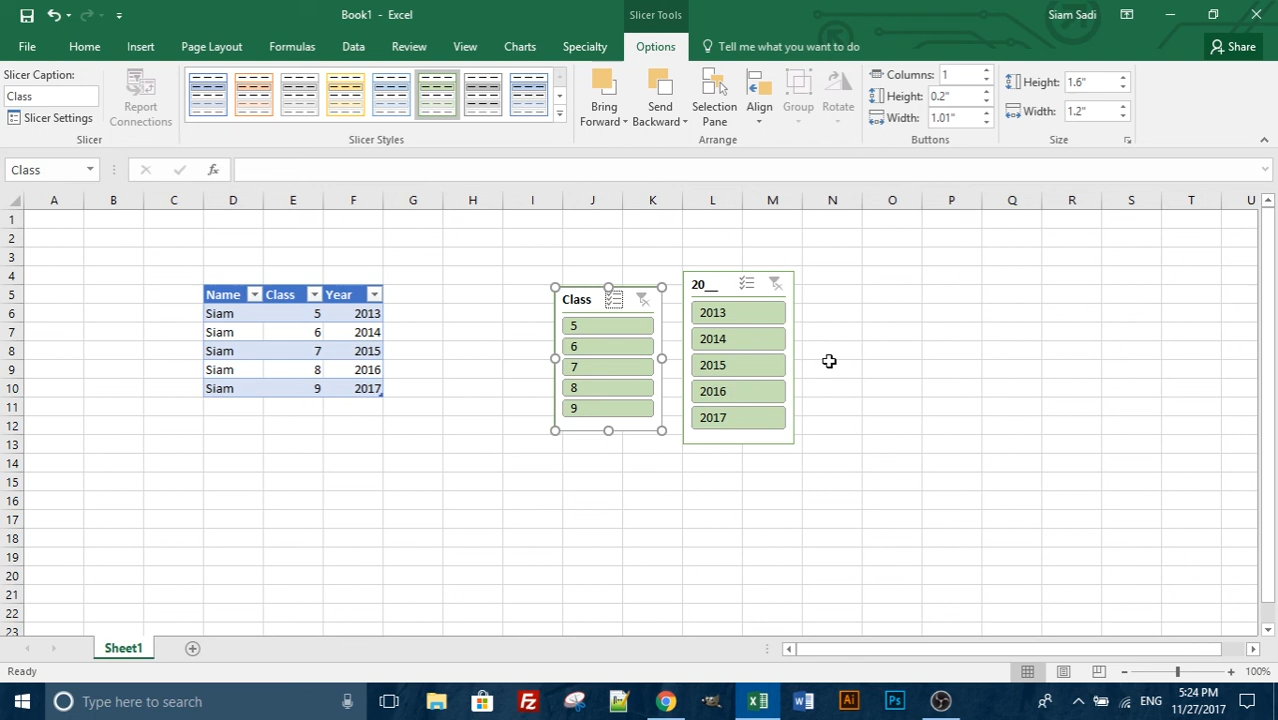 Book1 - Excel
Slicer Tools
Siam Sadi
File
Home
Insert
Page Layout
Formulas
Data
Review
View
Charts
Specialty
Options
Tell me what you want to do
Share
Slicer Caption:
Class
Slicer Settings
Report Connections
Slicer
Slicer Styles
Bring Forward
Send Backward
Selection Pane
Align
Group
Rotate
Arrange
Columns: 1
Height: 0.2"
Width: 1.01"
Buttons
Height: 1.6"
Width: 1.2"
Size
Class
fx
A B C D E F G H I J K L M N O P Q R S T U
1
2
3
4
5 Name Class Year
6 Siam 5 2013
7 Siam 6 2014
8 Siam 7 2015
9 Siam 8 2016
10 Siam 9 2017
11
12
13
14
15
16
17
18
19
20
21
22
23
Class
5
6
7
8
9
20__
2013
2014
2015
2016
2017
Sheet1
Ready
100%
Type here to search
Fz
Ai
Ps
ENG
5:24 PM
11/27/2017